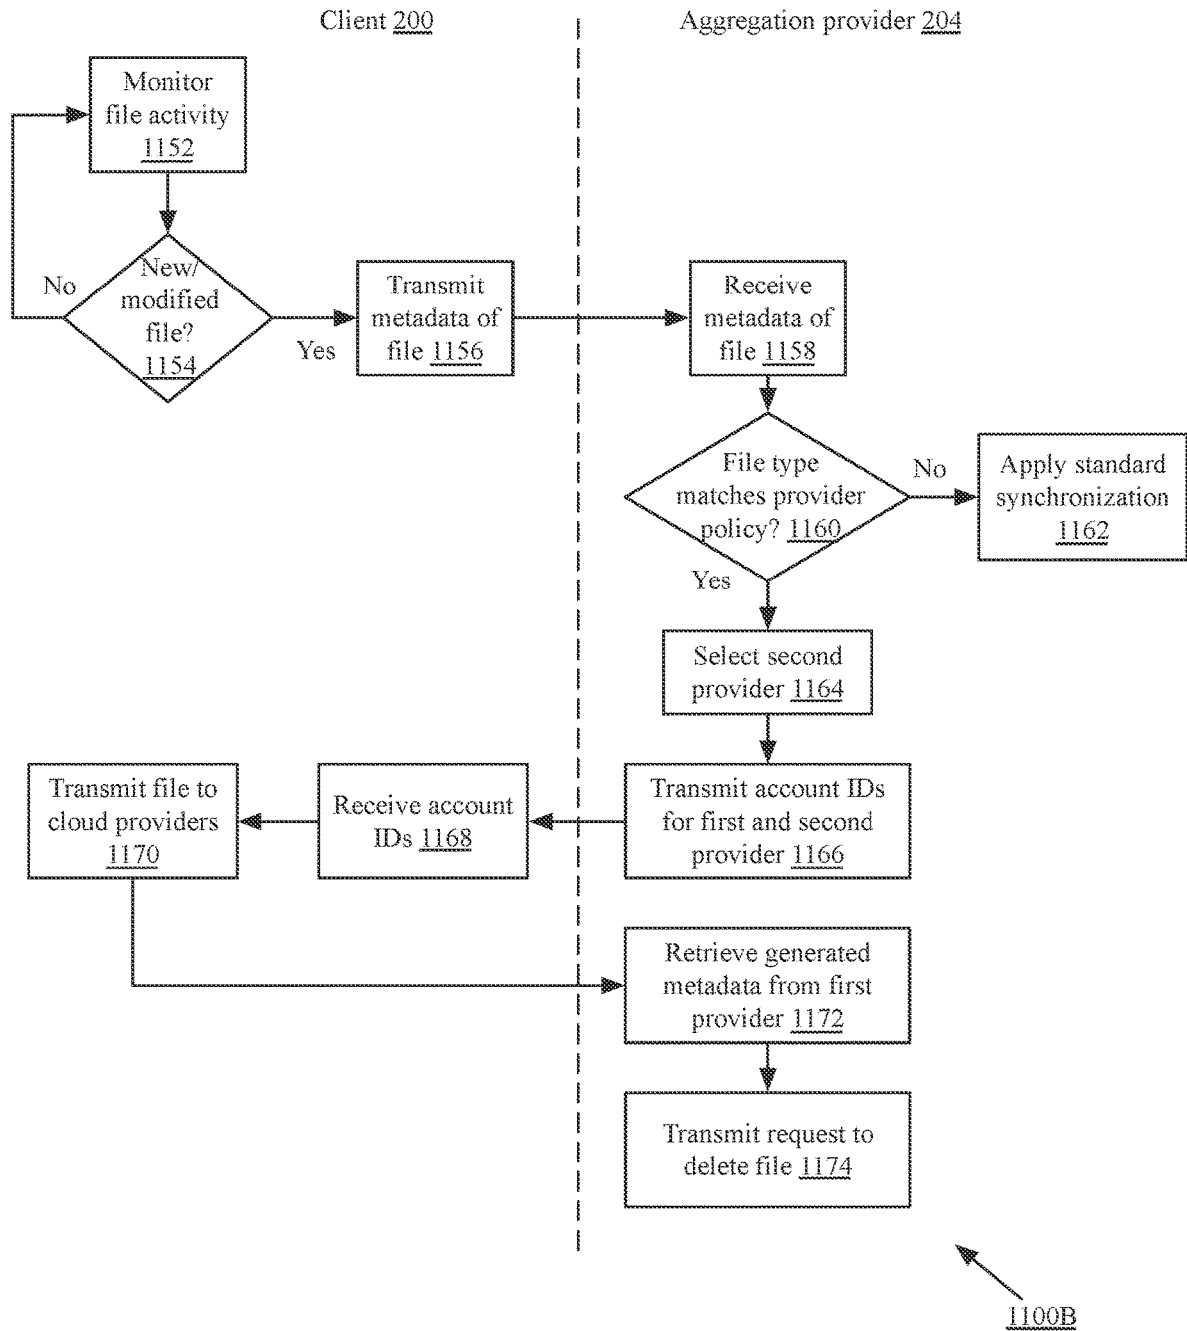 Client 200
Aggregation provider 204
Monitor
file activity
1152
No
New/
modified
file?
1154
Yes
Transmit
metadata of
file 1156
Receive
metadata of
file 1158
File type
matches provider
policy? 1160
No
Apply standard
synchronization
1162
Yes
Select second
provider 1164
Transmit account IDs
for first and second
provider 1166
Receive account
IDs 1168
Transmit file to
cloud providers
1170
Retrieve generated
metadata from first
provider 1172
Transmit request to
delete file 1174
1100B